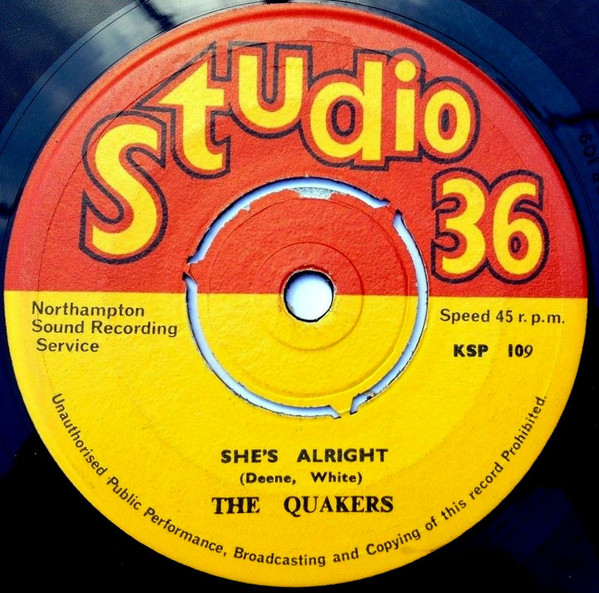 Studio
36
Northampton
Sound Recording
Service
Speed 45 r.p.m.
KSP 109
SHE'S ALRIGHT
(Deene, White)
THE QUAKERS
Unauthorised Public Performance, Broadcasting and Copying of this record Prohibited.